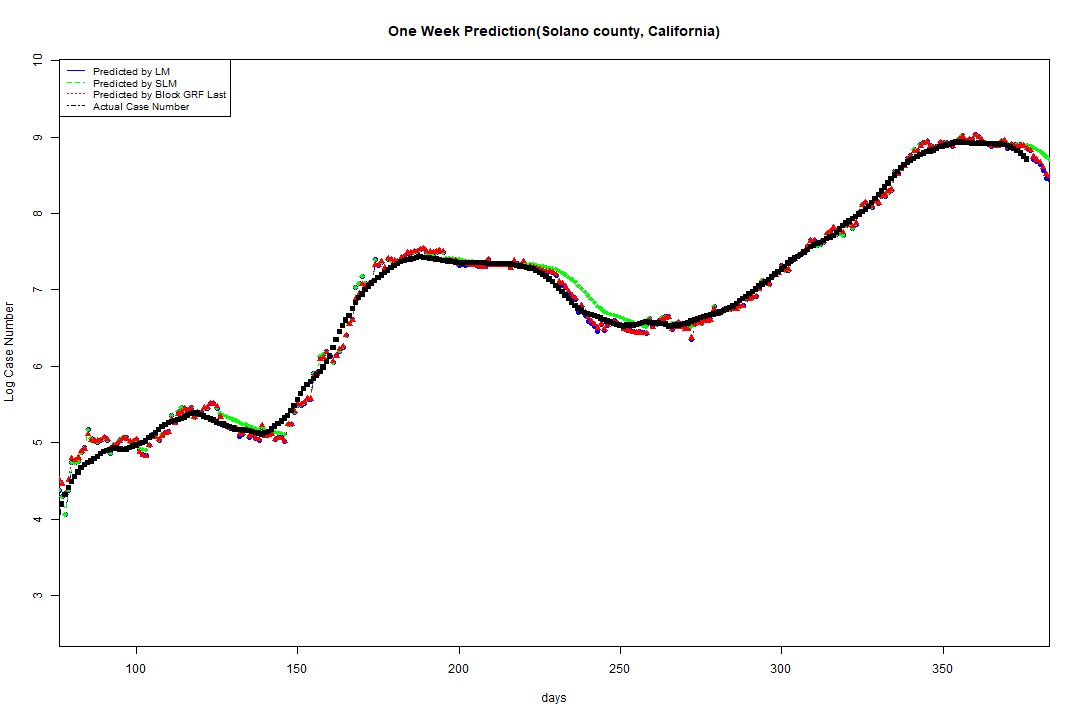 One Week Prediction(Solano county, California)
Predicted by LM
Predicted by SLM
Predicted by Block GRF Last
Actual Case Number
10
9
8
7
6
5
4
3
Log Case Number
100 150 200 250 300 350
days